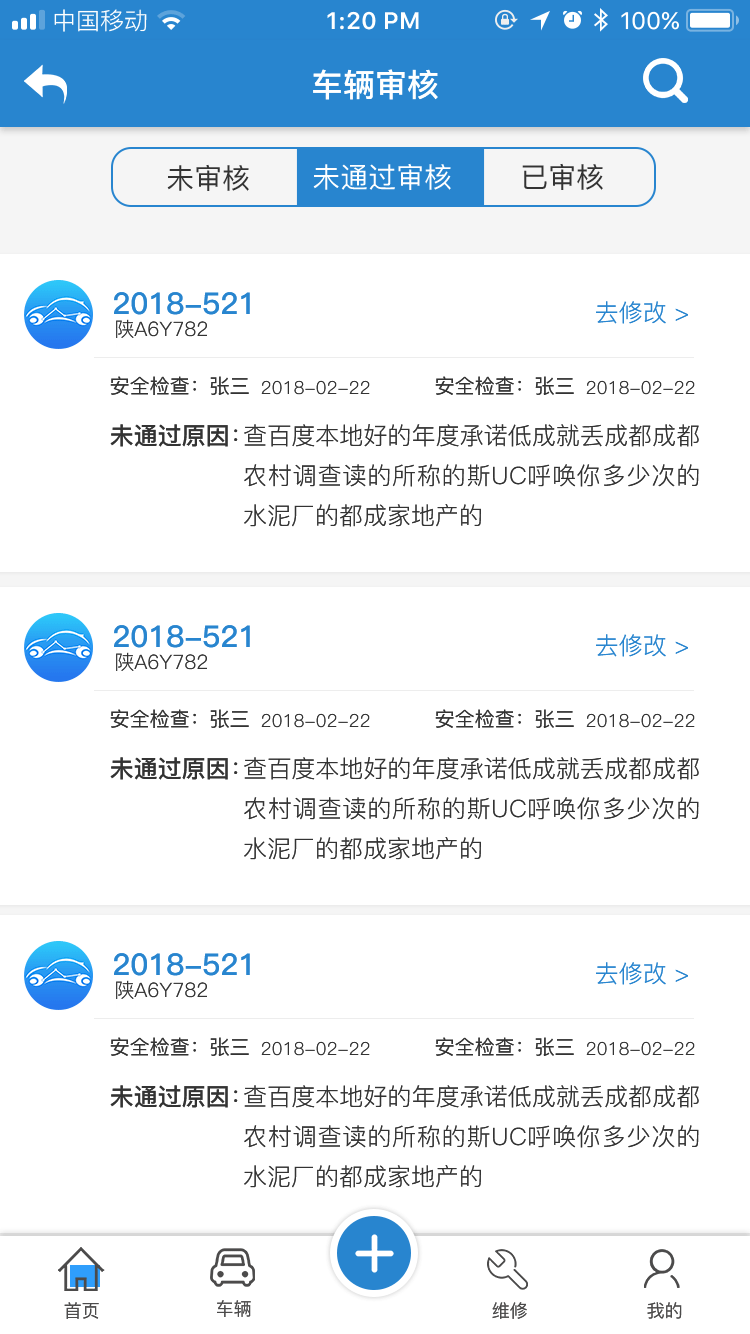 中国移动 1:20 PM 100%
车辆审核
未审核 未通过审核 已审核
2018-521
陕A6Y782
去修改 >
安全检查：张三 2018-02-22 安全检查：张三 2018-02-22
未通过原因：查百度本地好的年度承诺低成就丢成都成都
农村调查读的所称的斯UC呼唤你多少次的
水泥厂的都成家地产的
2018-521
陕A6Y782
去修改 >
安全检查：张三 2018-02-22 安全检查：张三 2018-02-22
未通过原因：查百度本地好的年度承诺低成就丢成都成都
农村调查读的所称的斯UC呼唤你多少次的
水泥厂的都成家地产的
2018-521
陕A6Y782
去修改 >
安全检查：张三 2018-02-22 安全检查：张三 2018-02-22
未通过原因：查百度本地好的年度承诺低成就丢成都成都
农村调查读的所称的斯UC呼唤你多少次的
水泥厂的都成家地产的
首页 车辆 维修 我的